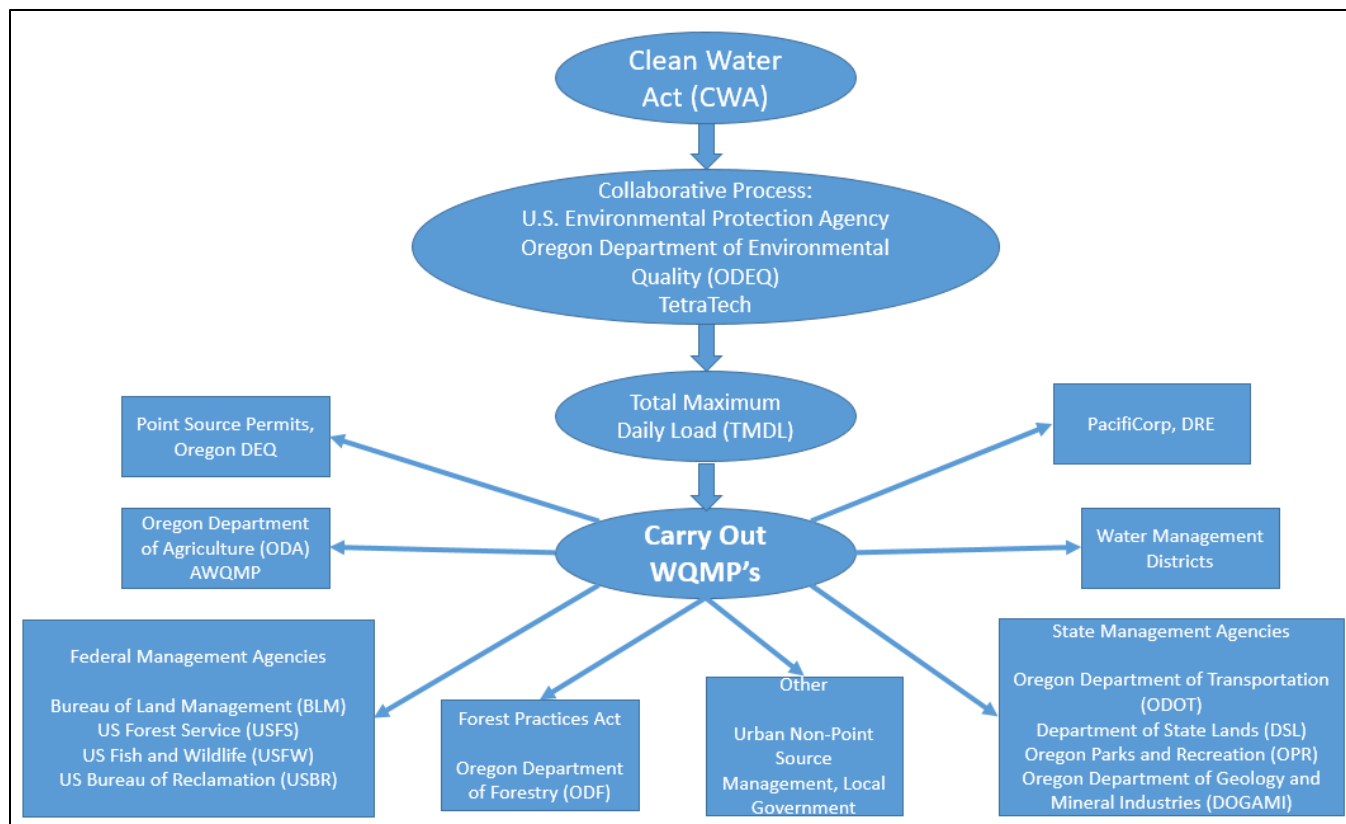 Clean Water
Act (CWA)
Collaborative Process:
U.S. Environmental Protection Agency
Oregon Department of Environmental
Quality (ODEQ)
TetraTech
Total Maximum
Daily Load (TMDL)
Point Source Permits,
Oregon DEQ
PacifiCorp, DRE
Carry Out
WQMP's
Oregon Department
of Agriculture (ODA)
AWQMP
Water Management
Districts
Federal Management Agencies
Bureau of Land Management (BLM)
US Forest Service (USFS)
US Fish and Wildlife (USFW)
US Bureau of Reclamation (USBR)
Forest Practices Act
Oregon Department
of Forestry (ODF)
Other
Urban Non-Point
Source
Management, Local
Government
State Management Agencies
Oregon Department of Transportation
(ODOT)
Department of State Lands (DSL)
Oregon Parks and Recreation (OPR)
Oregon Department of Geology and
Mineral Industries (DOGAMI)